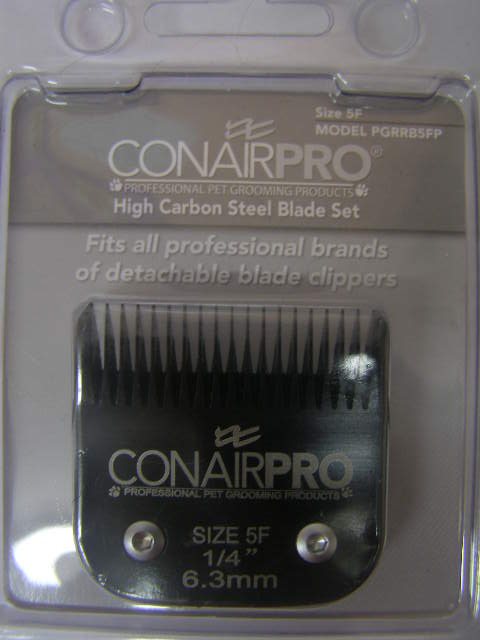 Size 5F
MODEL PGRRB5FP
CONAIRPRO®
PROFESSIONAL PET GROOMING PRODUCTS
High Carbon Steel Blade Set
Fits all professional brands
of detachable blade clippers
CONAIRPRO
PROFESSIONAL PET GROOMING PRODUCTS
SIZE 5F
1/4"
6.3mm